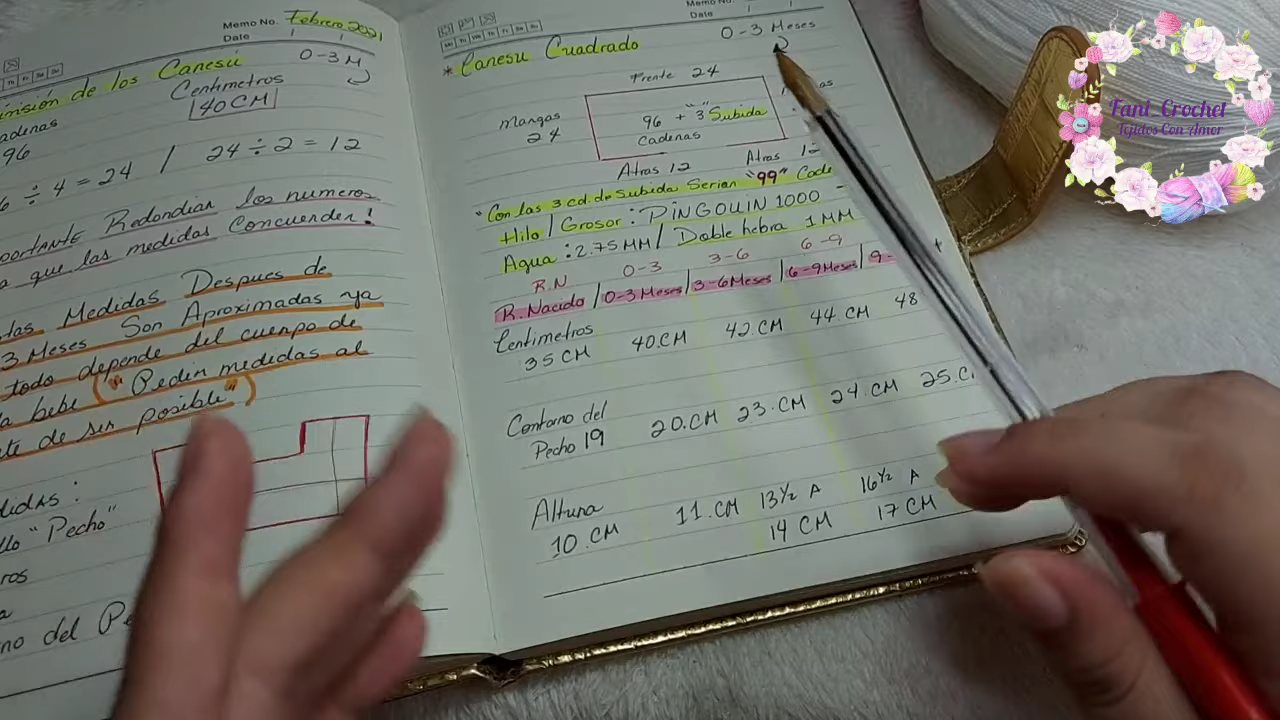 Memo No. Febrero 2021
Date
visión de los Canesú 0-3 M
Centimetros
40 CM
adenas
96
÷ 4 = 24 / 24 ÷ 2 = 12
portante Redondiar los numeros
a que las medidas Concuerden!
las Medidas Despues de
3 Meses Son Aproximadas ya
todo depende del cuerpo de
la bebe ("Pedir medidas al
te de ser posible")
didas:
llo "Pecho"
ros
a
no del Pe
Memo No.
Date
0-3 Meses
* Canesu Cuadrado
Frente 24
Mangas
24
96 + "3" Subida
Cadenas
Atras 12 Atras 12
* Con las 3 cd. de Subida Serian "99" Cade
Hilo / Grosor: PiNGOUIN 1000
Agua: 2.75 MM / Doble hebra 1 MM
R.N 0-3 3-6 6-9
R. Nacido / 0-3 Meses / 3-6 Meses / 6-9 Meses / 9-
Centimetros
35 CM 40 CM 42. CM 44 CM 48
Contorno del
Pecho 19 20. CM 23. CM 24. CM 25. C
Altura
10. CM 11. CM 13½ A 16½ A
14 CM 17 CM
Fani_Crochet
Tejidos Con Amor